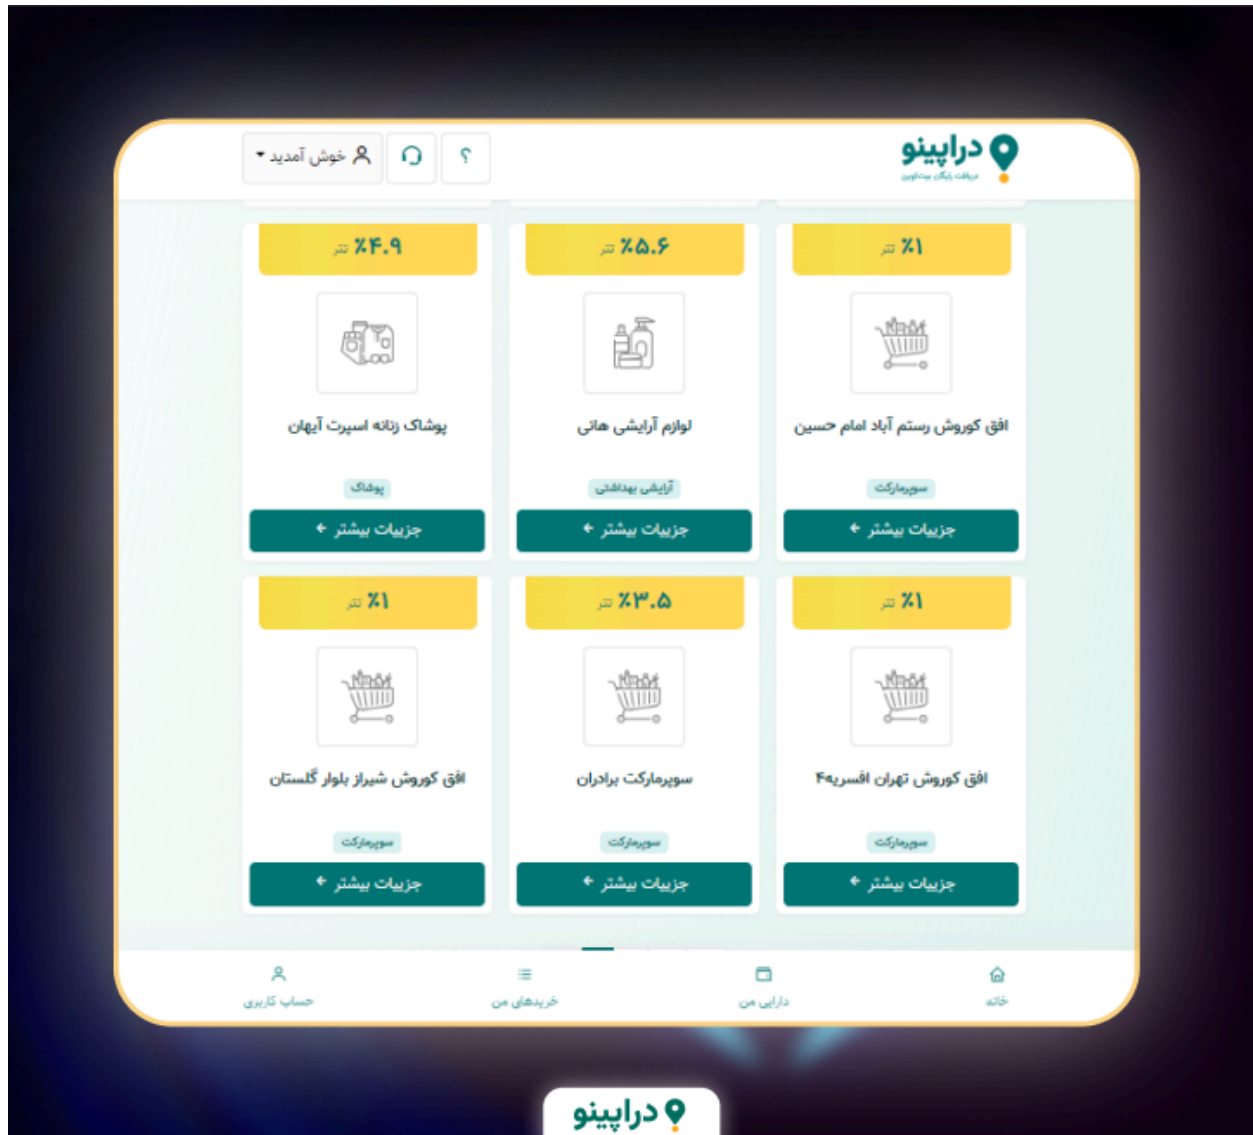 دراپینو
دریافت رایگان بیت‌کوین
؟
خوش آمدید
٪۱ تتر
٪۵.۶ تتر
٪۴.۹ تتر
افق کوروش رستم آباد امام حسین
لوازم آرایشی هانی
پوشاک زنانه اسپرت آیهان
سوپرمارکت
آرایشی بهداشتی
پوشاک
جزییات بیشتر ←
جزییات بیشتر ←
جزییات بیشتر ←
٪۱ تتر
٪۳.۵ تتر
٪۱ تتر
افق کوروش تهران افسریه۴
سوپرمارکت برادران
افق کوروش شیراز بلوار گلستان
سوپرمارکت
سوپرمارکت
سوپرمارکت
جزییات بیشتر ←
جزییات بیشتر ←
جزییات بیشتر ←
خانه
دارایی من
خریدهای من
حساب کاربری
دراپینو